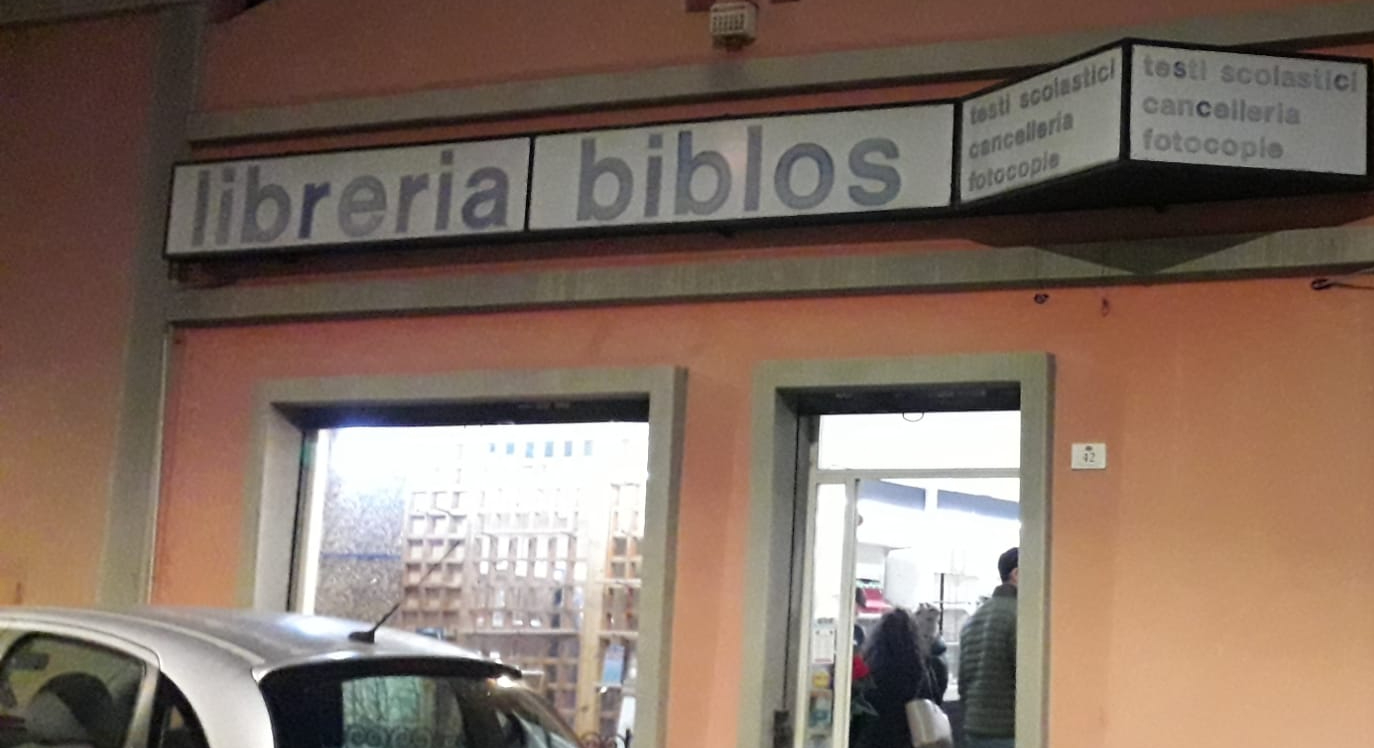 libreria biblos
testi scolastici
cancelleria
fotocopie
testi scolastici
cancelleria
fotocopie
42